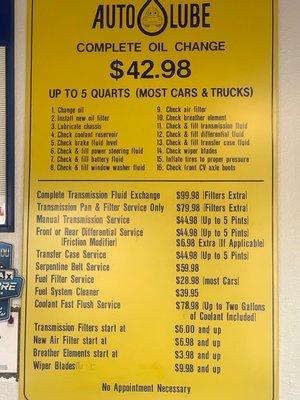 AUTO LUBE
COMPLETE OIL CHANGE
$42.98
UP TO 5 QUARTS (MOST CARS & TRUCKS)
1. Change oil
2. Install new oil filter
3. Lubricate chassis
4. Check coolant reservoir
5. Check brake fluid level
6. Check & fill power steering fluid
7. Check & fill battery fluid
8. Check & fill window washer fluid
9. Check air filter
10. Check breather element
11. Check & fill transmission fluid
12. Check & fill differential fluid
13. Check & fill transfer case fluid
14. Check wiper blades
15. Inflate tires to proper pressure
16. Check front CV axle boots
Complete Transmission Fluid Exchange $99.98 (Filters Extra)
Transmission Pan & Filter Service Only $79.98 (Filters Extra)
Manual Transmission Service $44.98 (Up to 5 Pints)
Front or Rear Differential Service $44.98 (Up to 5 Pints)
(Friction Modifier) $6.98 Extra (If Applicable)
Transfer Case Service $44.98 (Up to 5 Pints)
Serpentine Belt Service $59.98
Fuel Filter Service $28.98 (most Cars)
Fuel System Cleaner $39.95
Coolant Fast Flush Service $78.98 (Up to Two Gallons
of Coolant Included)
Transmission Filters start at $6.00 and up
New Air Filter start at $6.98 and up
Breather Elements start at $3.98 and up
Wiper Blades $9.98 and up
No Appointment Necessary